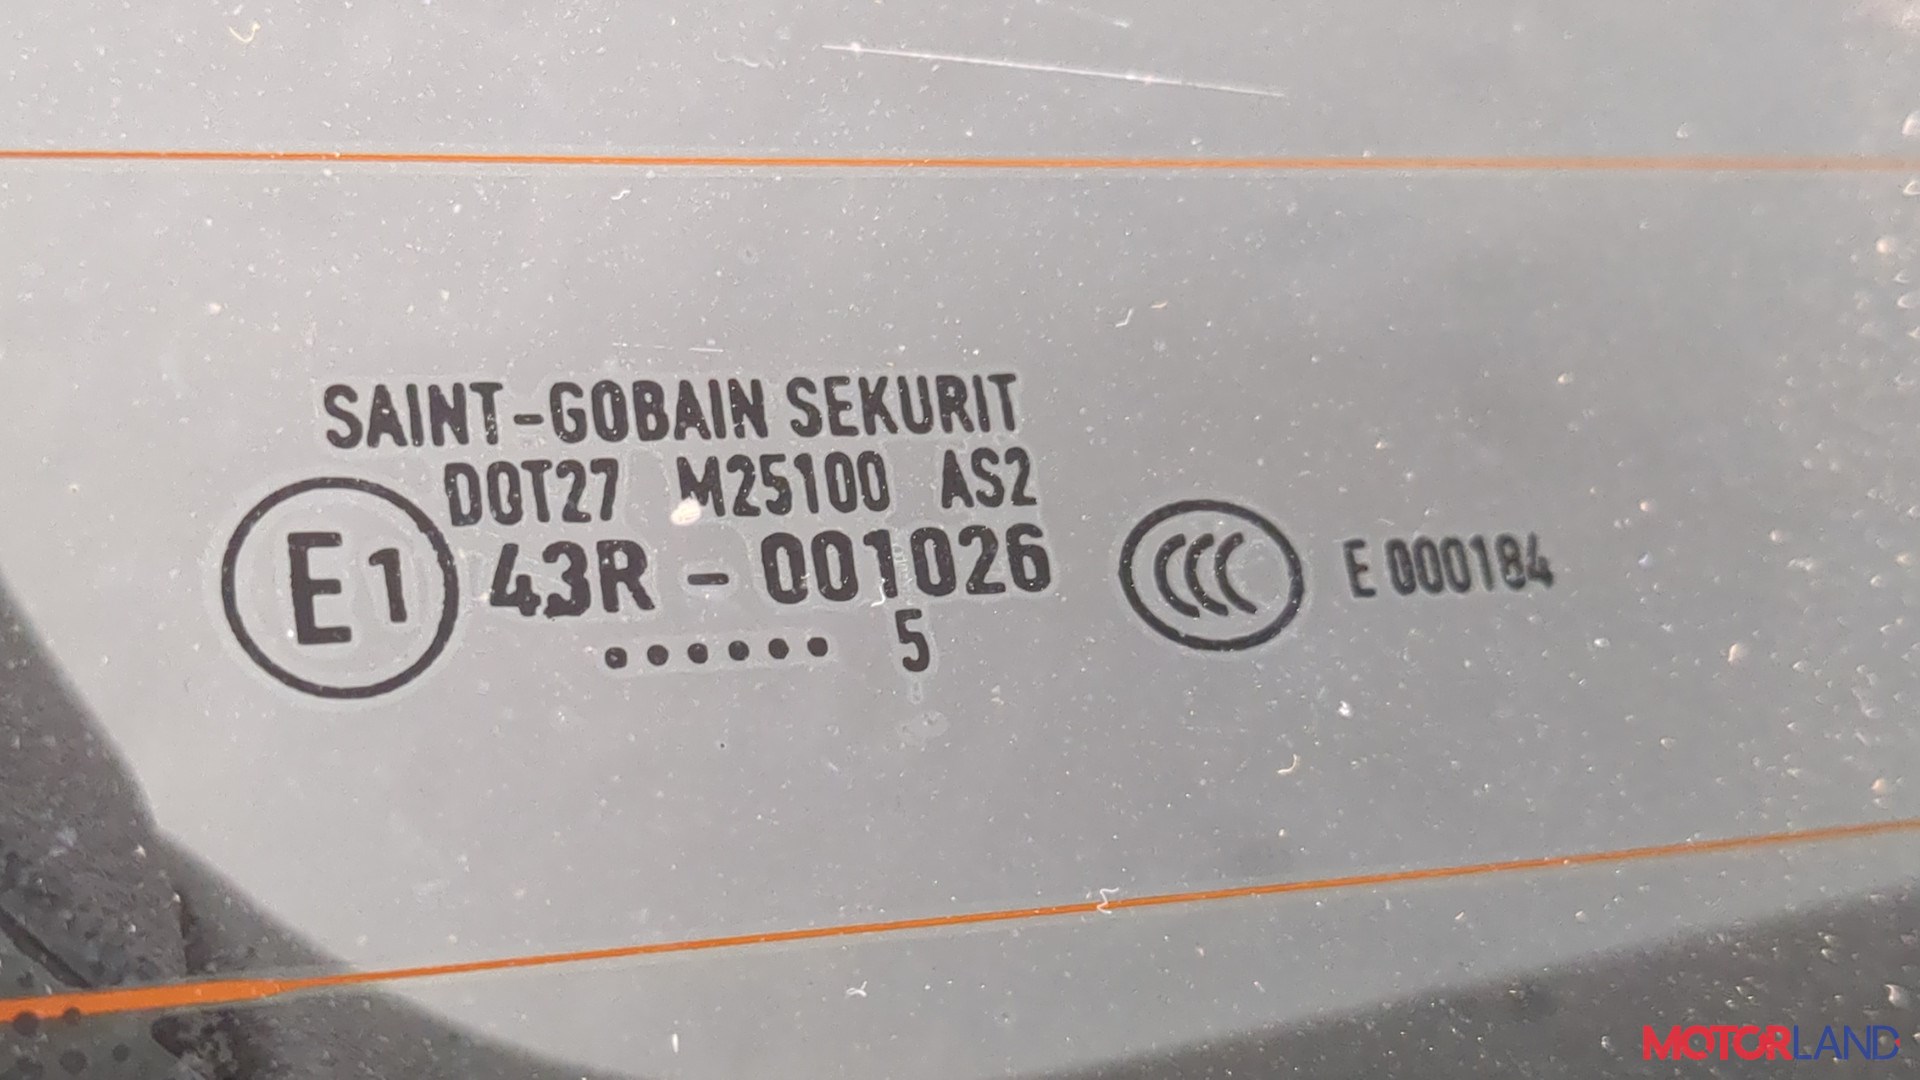 SAINT-GOBAIN SEKURIT
DOT27 M25100 AS2
E1 43R - 001026
...... 5
CCC E 000184
MOTORLAND